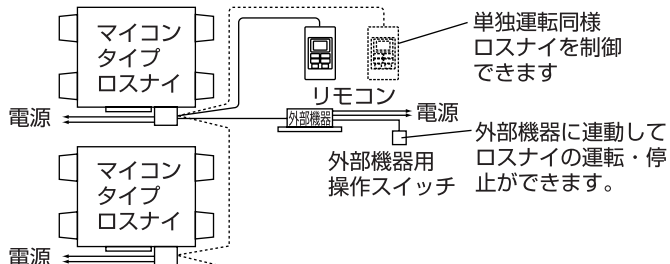 マイコン
タイプ
ロスナイ
電源
リモコン
単独運転同様
ロスナイを制御
できます
外部機器
電源
外部機器用
操作スイッチ
外部機器に連動して
ロスナイの運転・停
止ができます。
マイコン
タイプ
ロスナイ
電源